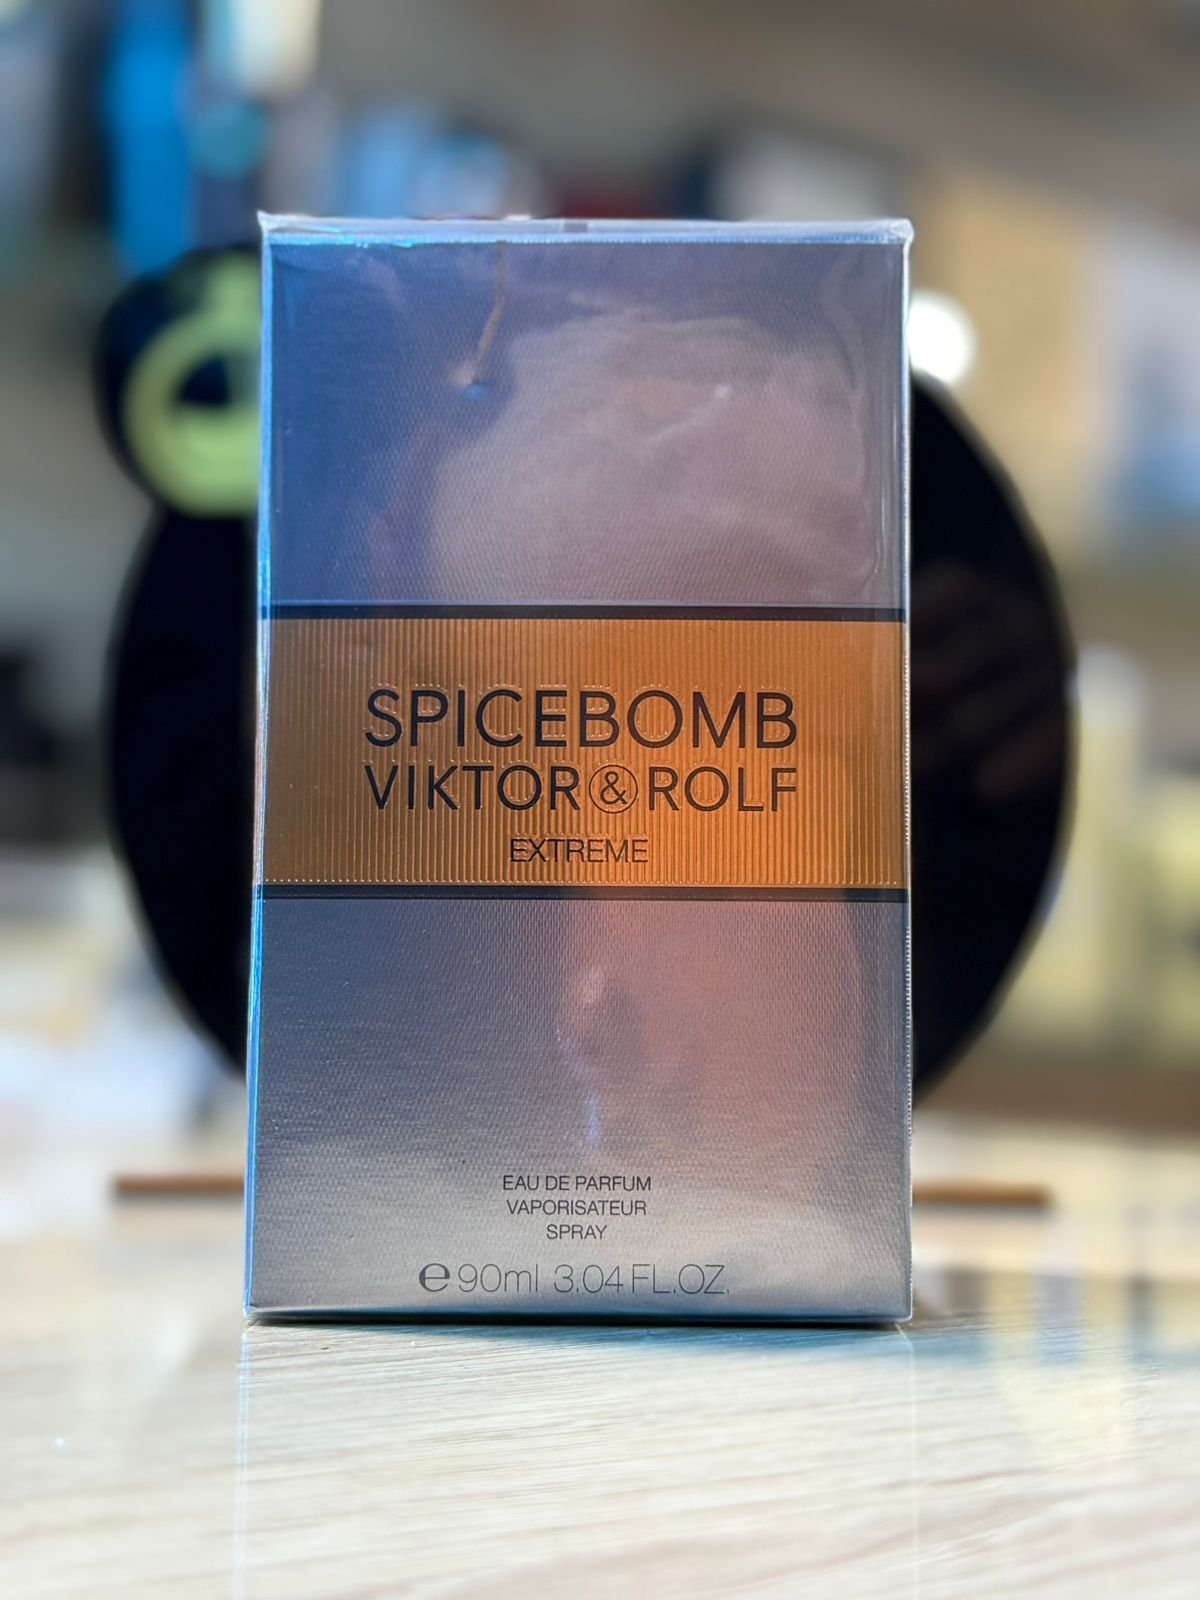 SPICEBOMB
VIKTOR & ROLF
EXTREME
EAU DE PARFUM
VAPORISATEUR
SPRAY
℮ 90ml 3.04 FL.OZ.